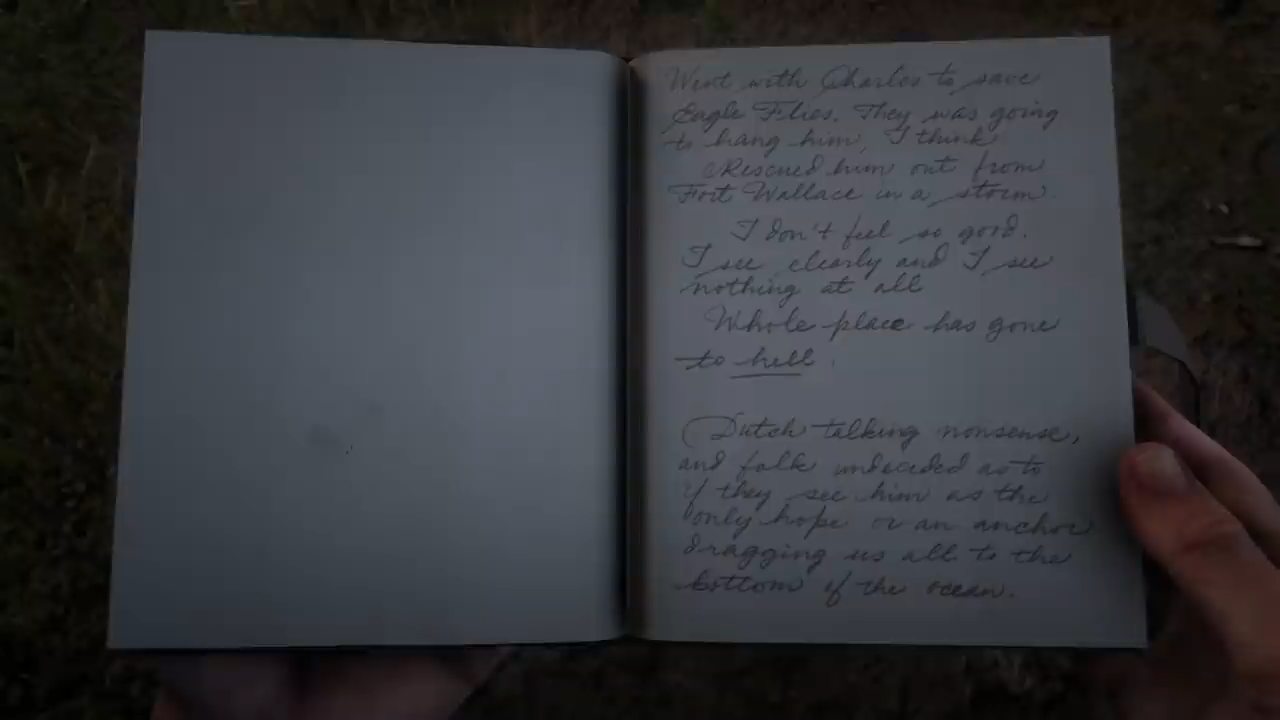 Went with Charles to save
Eagle Flies. They was going
to hang him, I think
Rescued him out from
Fort Wallace in a storm.
I don't feel so good.
I see clearly and I see
nothing at all
Whole place has gone
to hell.
Dutch talking nonsense,
and folk undecided as to
if they see him as the
only hope or an anchor
dragging us all to the
bottom of the ocean.